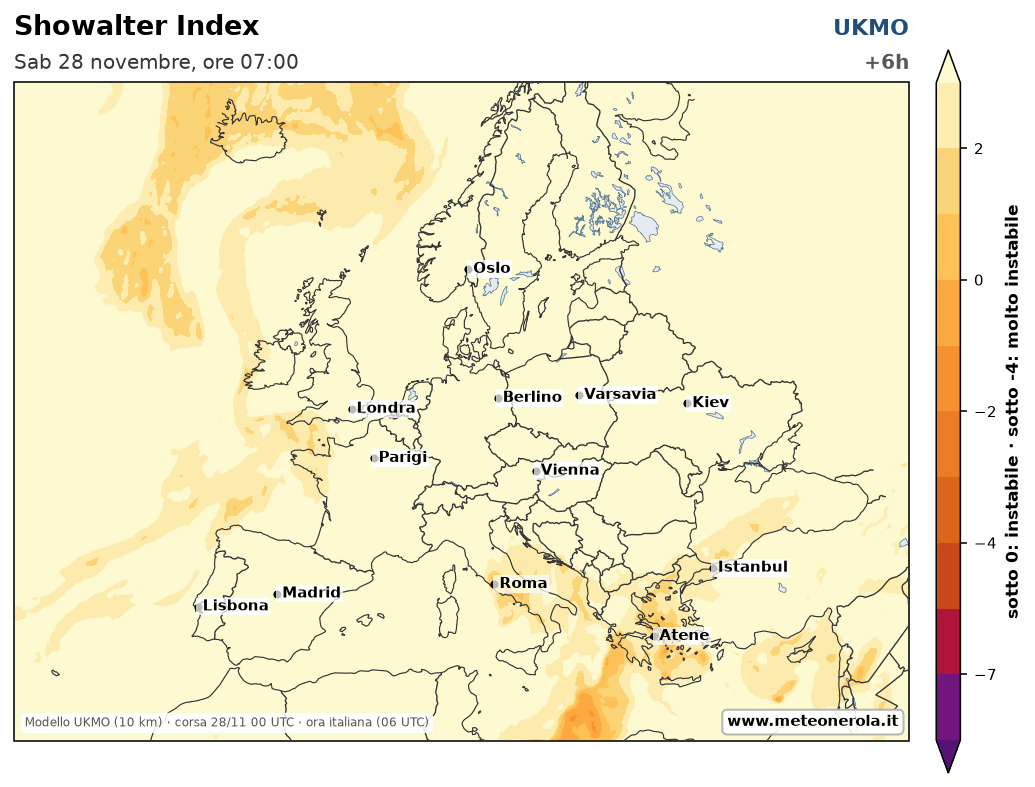 Showalter Index
UKMO
Sab 28 novembre, ore 07:00
+6h
2
0
−2
−4
−7
sotto 0: instabile · sotto -4: molto instabile
Oslo
Londra
Berlino
Varsavia
Kiev
Parigi
Vienna
Istanbul
Roma
Madrid
Lisbona
Atene
Modello UKMO (10 km) · corsa 28/11 00 UTC · ora italiana (06 UTC)
www.meteonerola.it